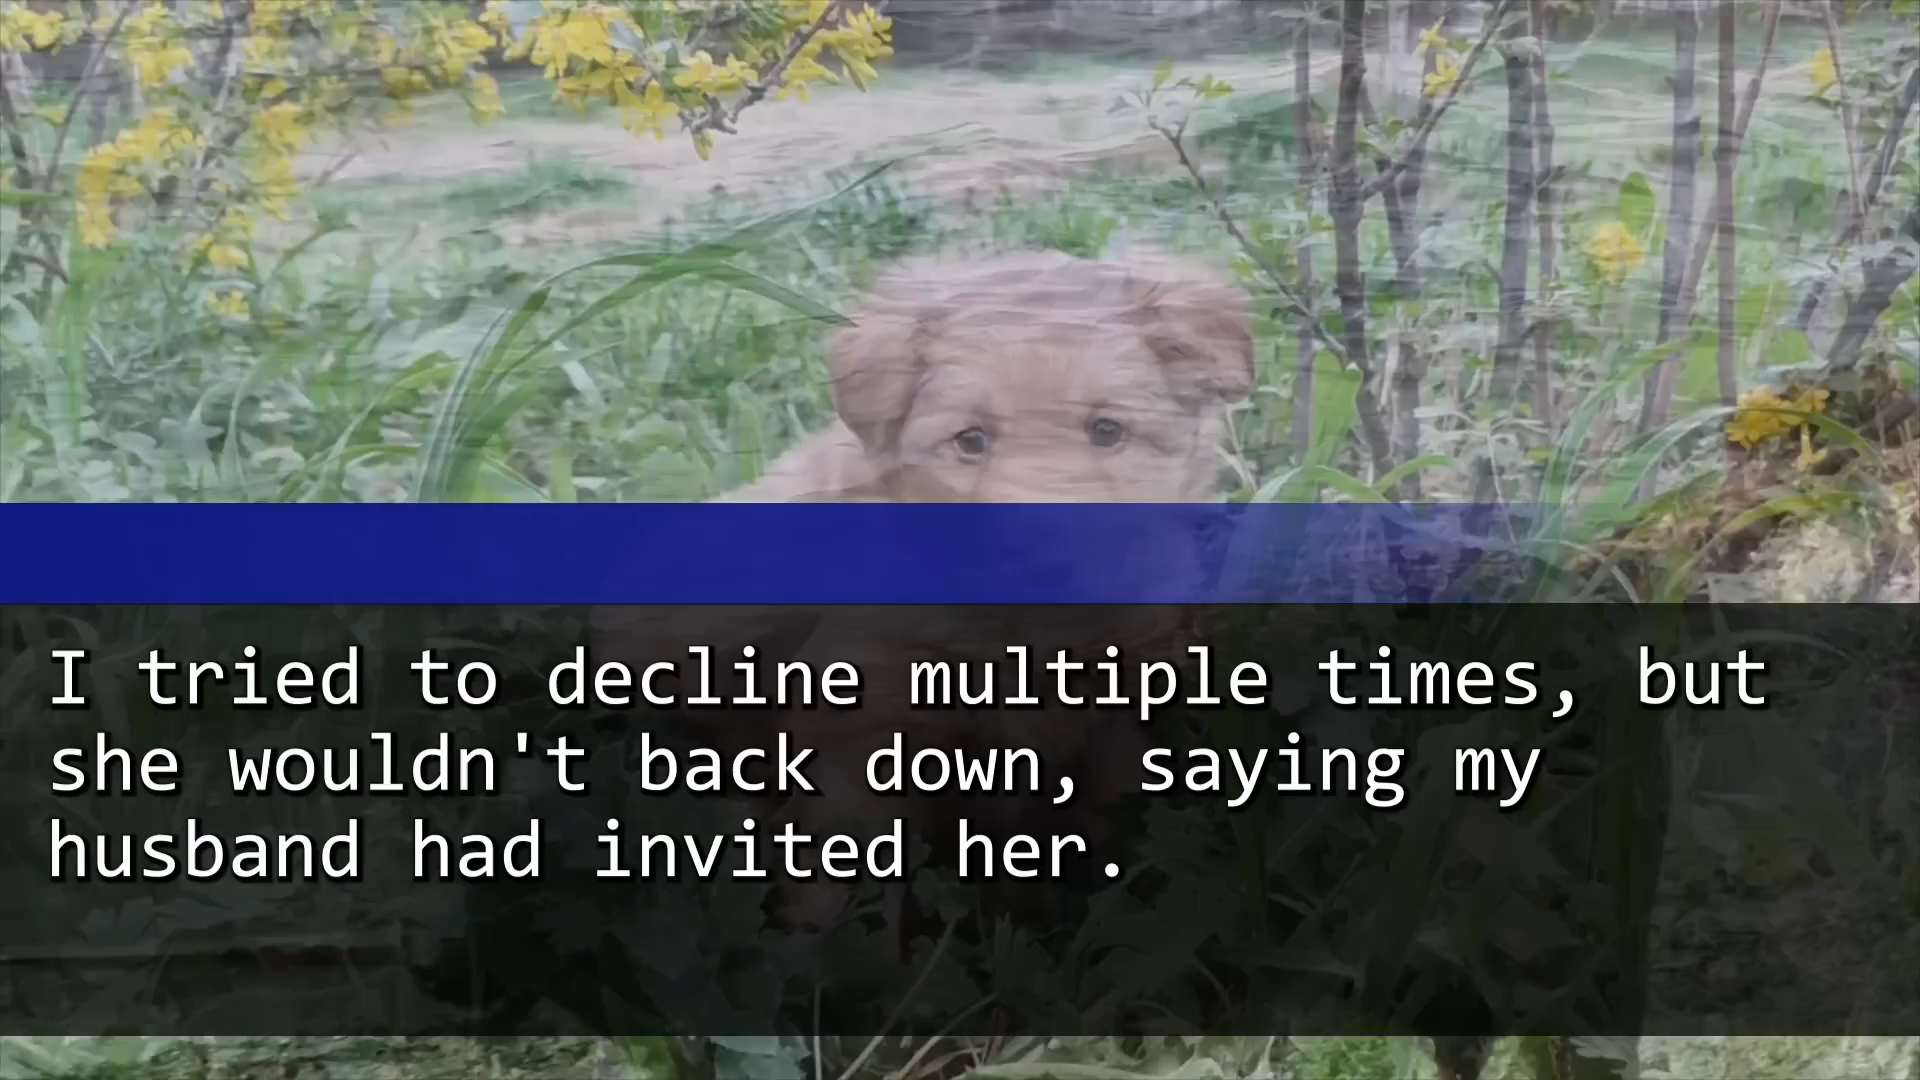 I tried to decline multiple times, but
she wouldn't back down, saying my
husband had invited her.